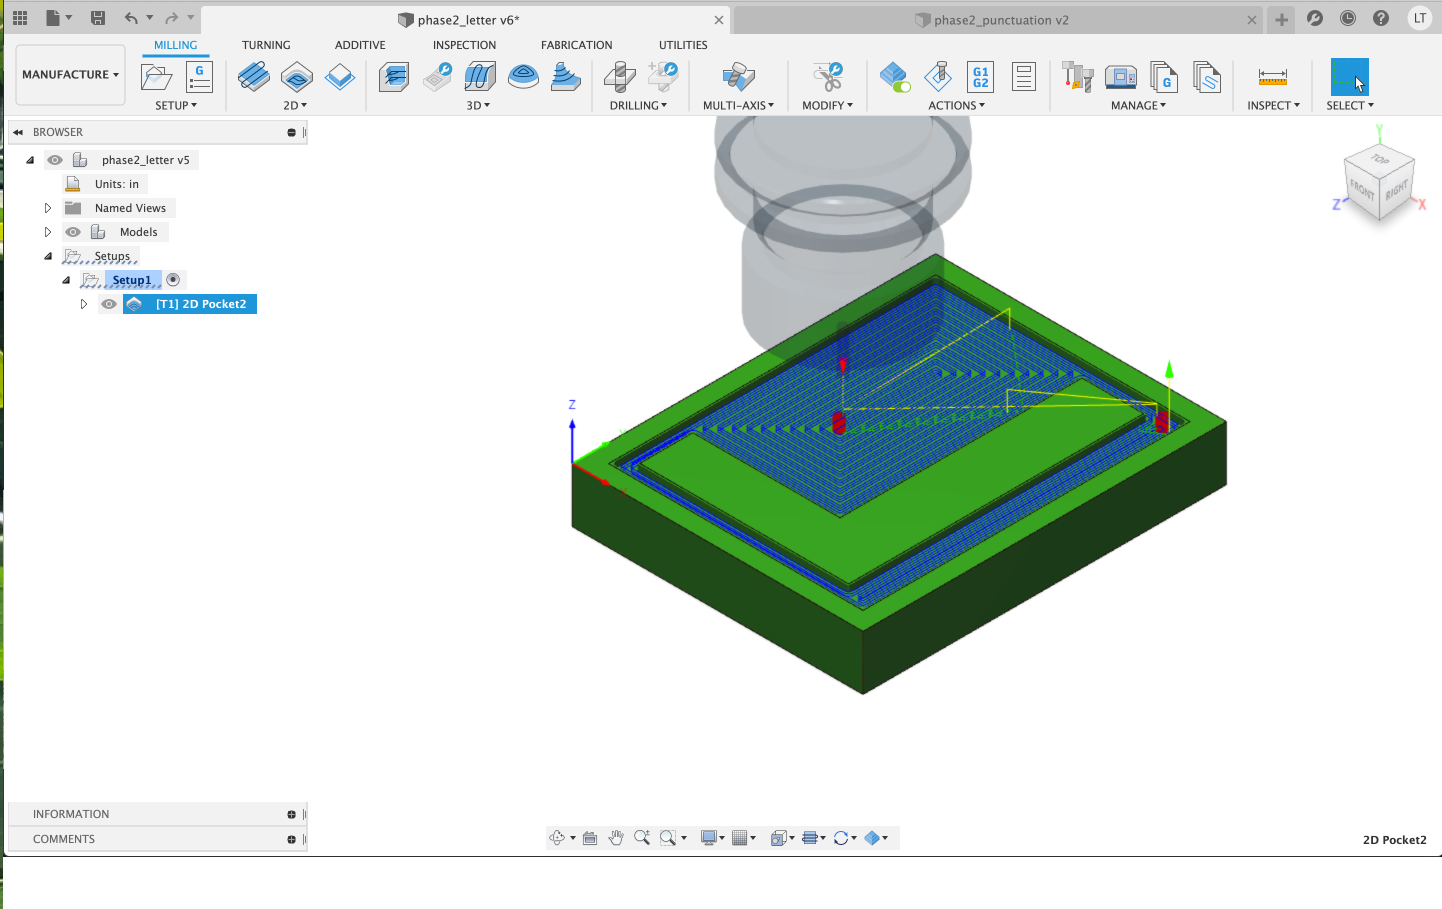 phase2_letter v6*
phase2_punctuation v2
LT
MANUFACTURE
MILLING
TURNING
ADDITIVE
INSPECTION
FABRICATION
UTILITIES
G
G1
G2
G
SETUP
2D
3D
DRILLING
MULTI-AXIS
MODIFY
ACTIONS
MANAGE
INSPECT
SELECT
BROWSER
phase2_letter v5
Units: in
Named Views
Models
Setups
Setup1
[T1] 2D Pocket2
Y
TOP
FRONT
RIGHT
Z
X
Z
INFORMATION
COMMENTS
2D Pocket2